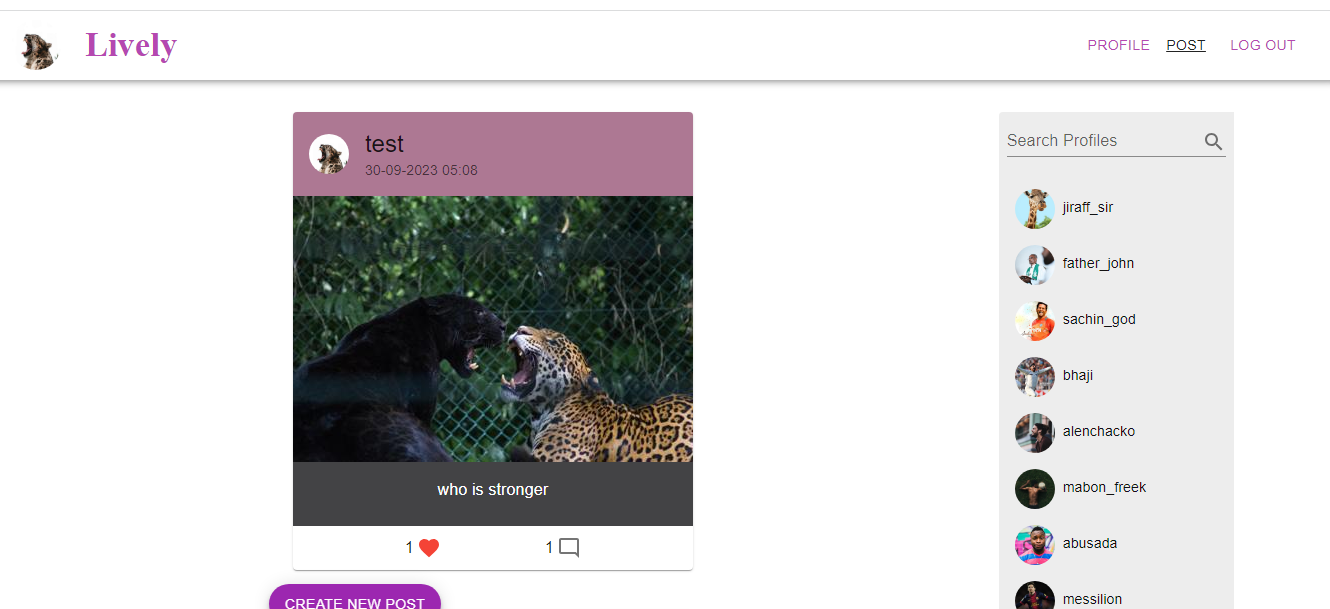 Lively
PROFILE POST LOG OUT
test
30-09-2023 05:08
who is stronger
1
1
CREATE NEW POST
Search Profiles
jiraff_sir
father_john
sachin_god
bhaji
alenchacko
mabon_freek
abusada
messilion